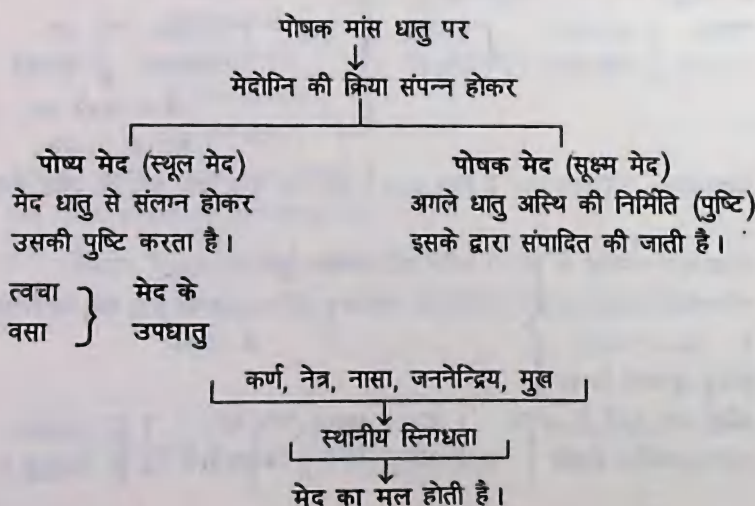 पोषक मांस धातु पर
मेदोग्नि की क्रिया संपन्न होकर
पोष्य मेद (स्थूल मेद)
मेद धातु से संलग्न होकर
उसकी पुष्टि करता है।
पोषक मेद (सूक्ष्म मेद)
अगले धातु अस्थि की निर्मिति (पुष्टि)
इसके द्वारा संपादित की जाती है।
त्वचा
वसा
मेद के
उपधातु
कर्ण, नेत्र, नासा, जननेन्द्रिय, मुख
स्थानीय स्निग्धता
मेद का मल होती है।